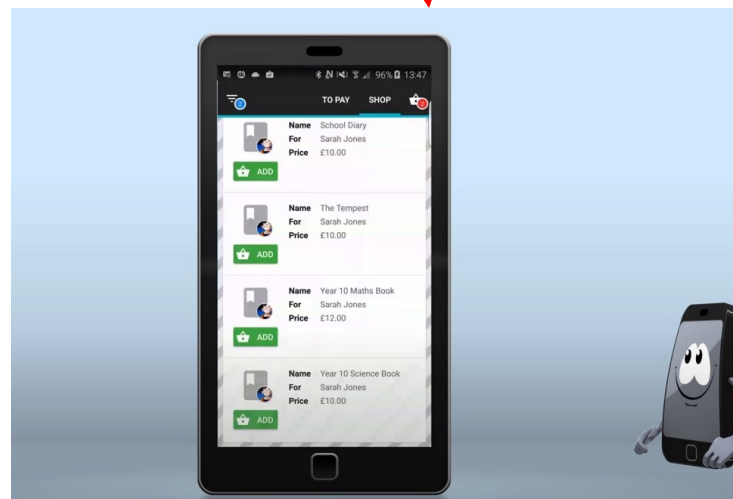 96% 13:47
2 TO PAY SHOP 2
Name School Diary
For Sarah Jones
Price £10.00
ADD
Name The Tempest
For Sarah Jones
Price £10.00
ADD
Name Year 10 Maths Book
For Sarah Jones
Price £12.00
ADD
Name Year 10 Science Book
For Sarah Jones
Price £10.00
ADD